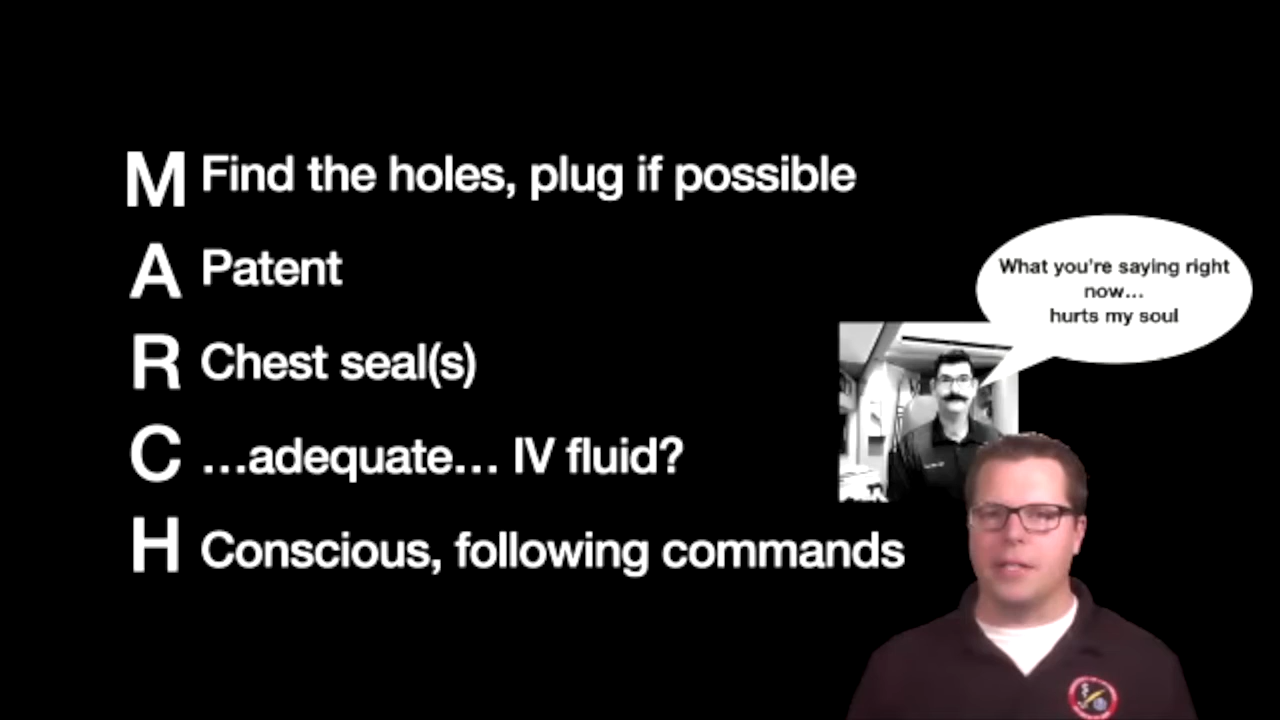 M Find the holes, plug if possible
A Patent
R Chest seal(s)
C …adequate… IV fluid?
H Conscious, following commands
What you're saying right
now…
hurts my soul